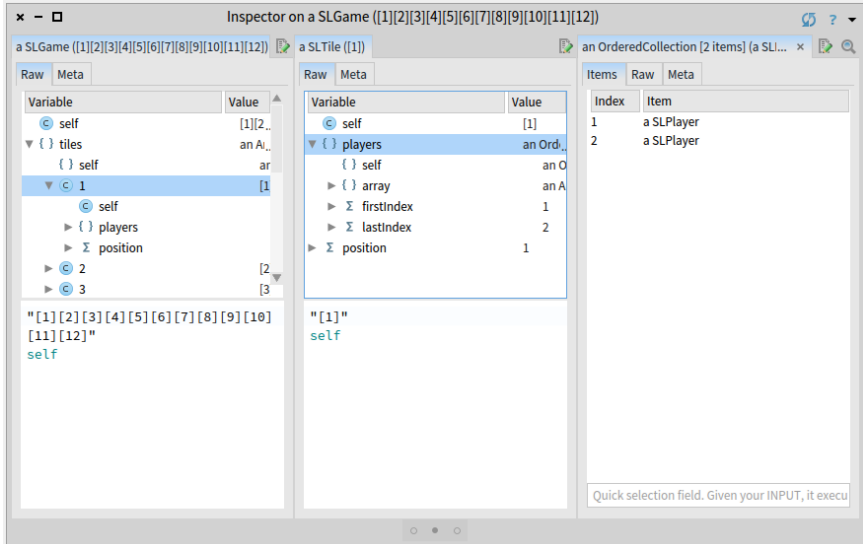 Inspector on a SLGame ([1][2][3][4][5][6][7][8][9][10][11][12])
?
a SLGame ([1][2][3][4][5][6][7][8][9][10][11][12])
Raw Meta
Variable Value
self [1][2..
tiles an Ar..
self ar
1 [1
self
players
position
2 [2
3 [3
"[1][2][3][4][5][6][7][8][9][10]
[11][12]"
self
a SLTile ([1])
Raw Meta
Variable Value
self [1]
players an Ord..
self an O
array an A
Σ firstIndex 1
Σ lastIndex 2
Σ position 1
"[1]"
self
an OrderedCollection [2 items] (a SL...
Items Raw Meta
Index Item
1 a SLPlayer
2 a SLPlayer
Quick selection field. Given your INPUT, it execu